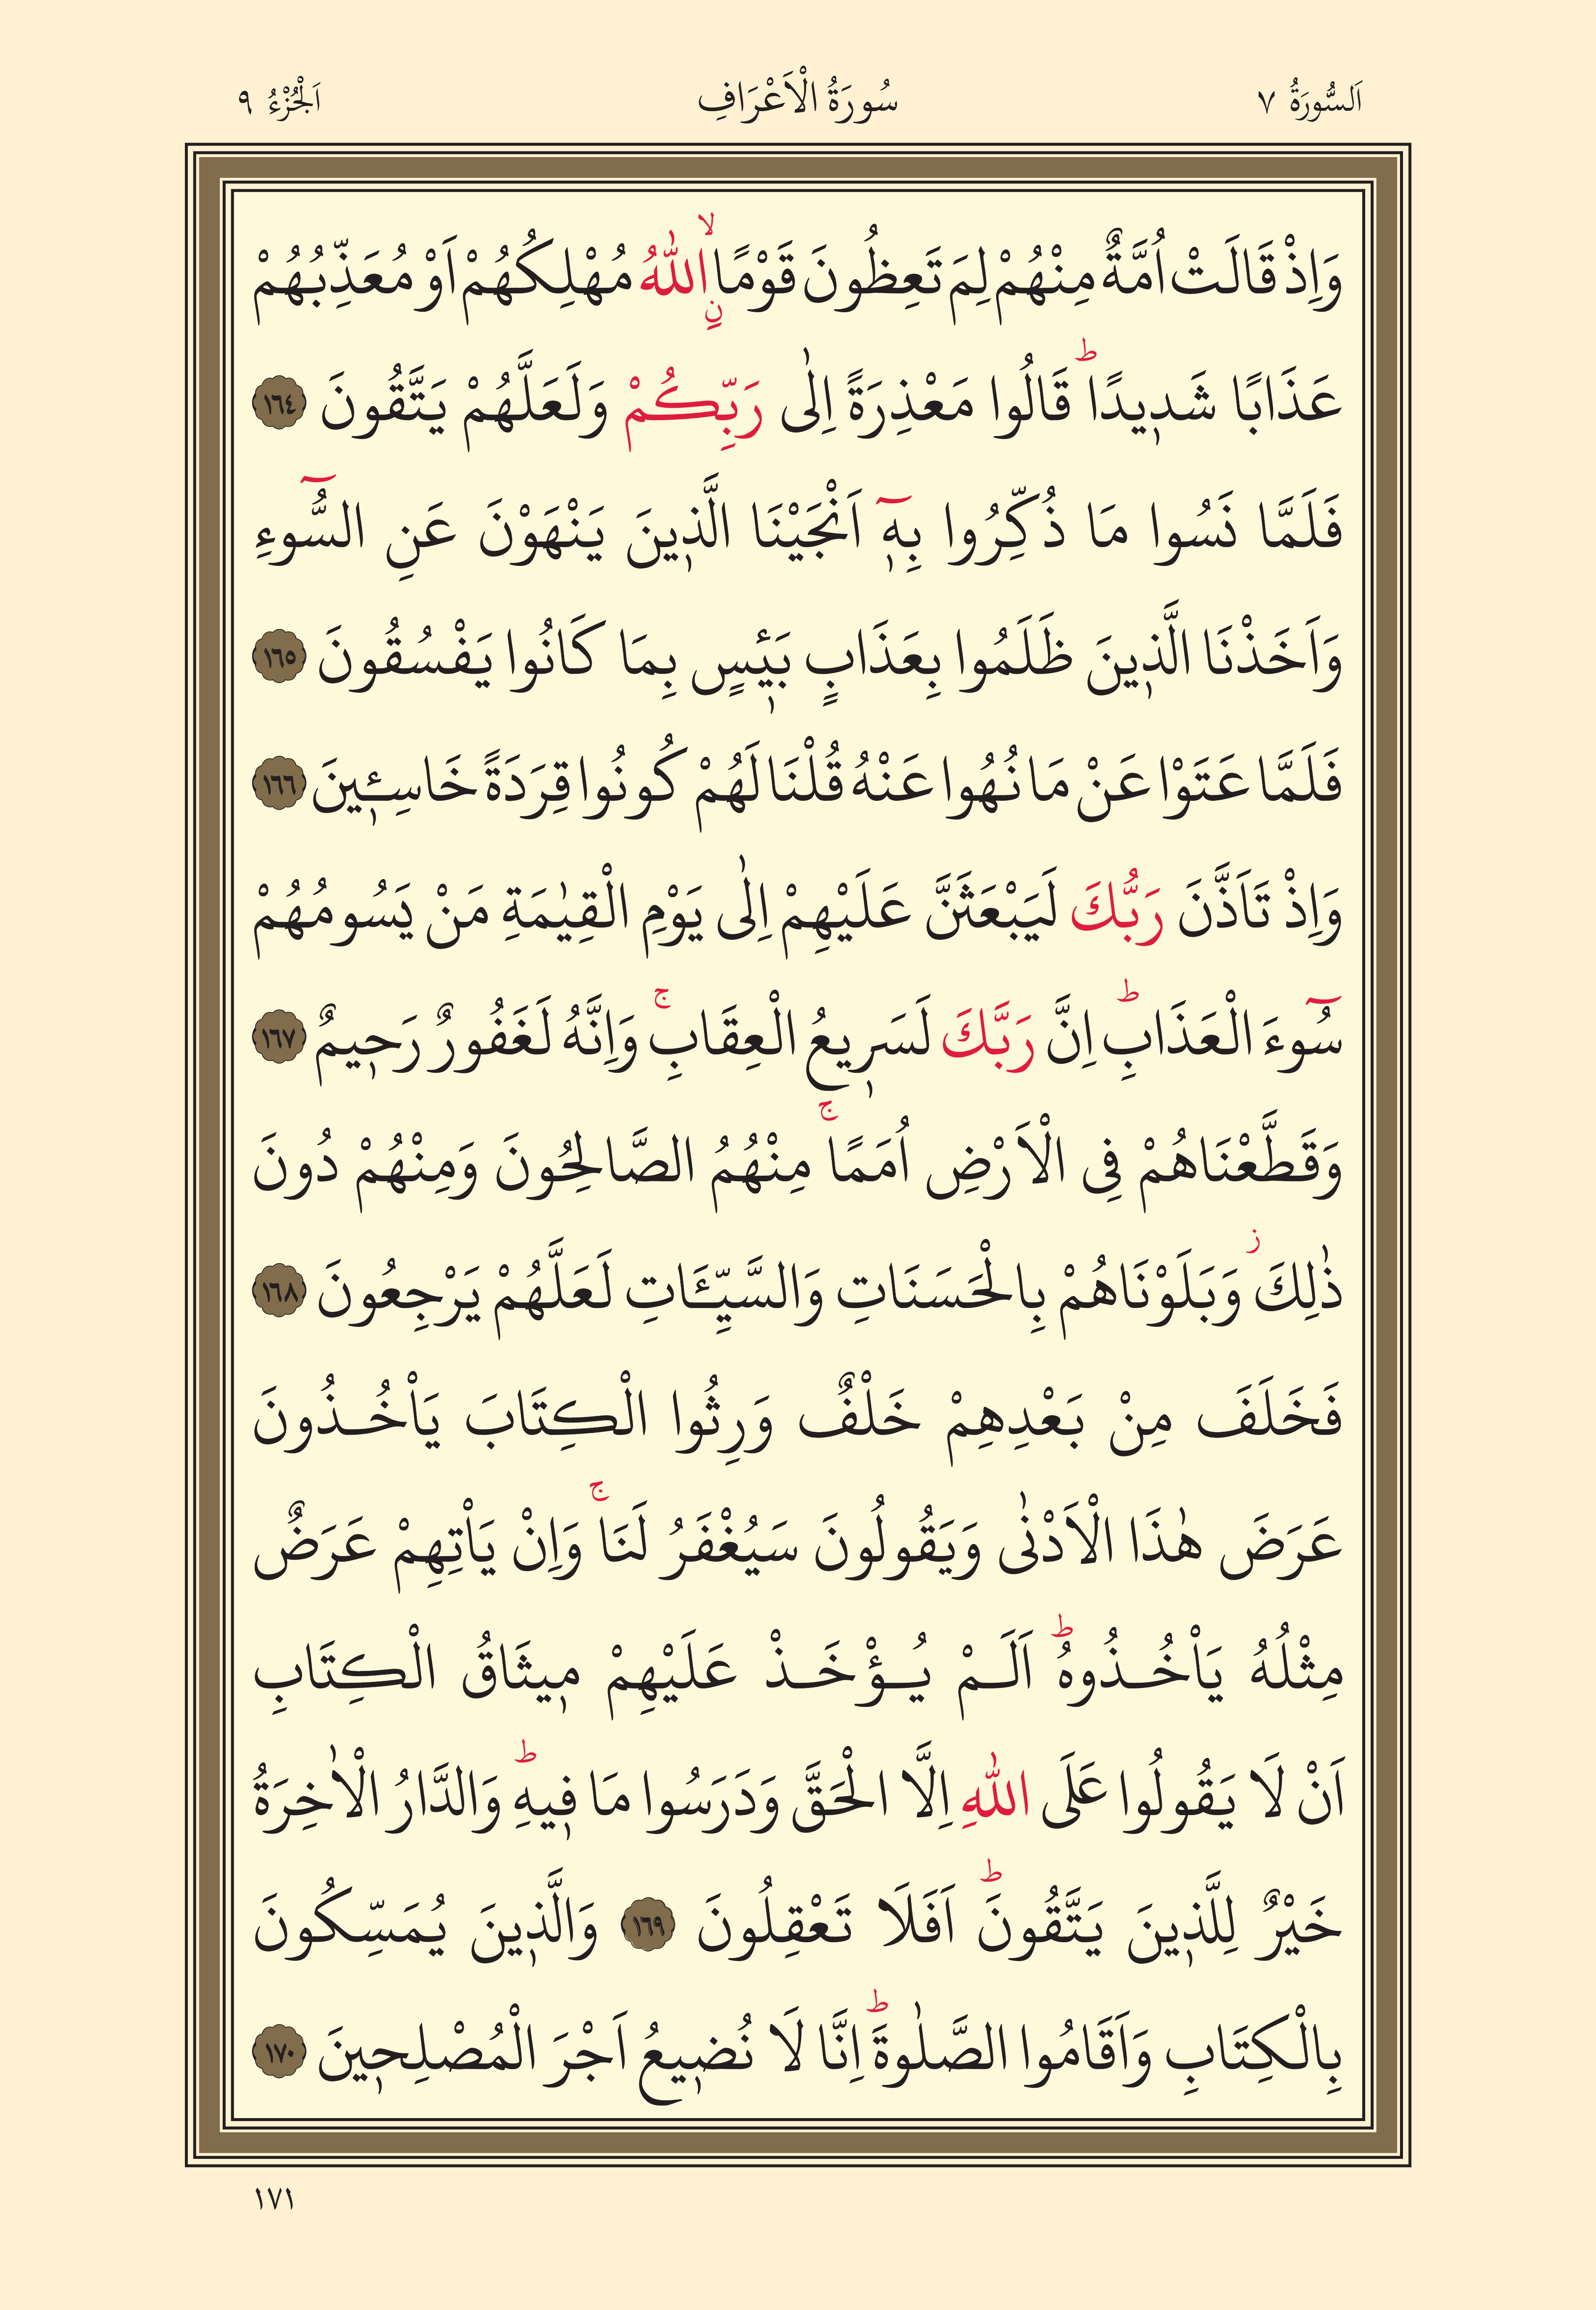 اَلسُّورَةُ ٧ سُورَةُ الْاَعْرَافِ اَلْجُزْءُ ٩
وَاِذْ قَالَتْ اُمَّةٌ مِنْهُمْ لِمَ تَعِظُونَ قَوْمًاۙ ࣙاللّٰهُ مُهْلِكُهُمْ اَوْ مُعَذِّبُهُمْ
عَذَابًا شَدٖيدًاؕ قَالُوا مَعْذِرَةً اِلٰى رَبِّكُمْ وَلَعَلَّهُمْ يَتَّقُونَ ١٦٤
فَلَمَّا نَسُوا مَا ذُكِّرُوا بِهٖٓ اَنْجَيْنَا الَّذٖينَ يَنْهَوْنَ عَنِ السُّٓوءِ
وَاَخَذْنَا الَّذٖينَ ظَلَمُوا بِعَذَابٍ بَپٖٔيسٍ بِمَا كَانُوا يَفْسُقُونَ ١٦٥
فَلَمَّا عَتَوْا عَنْ مَا نُهُوا عَنْهُ قُلْنَا لَهُمْ كُونُوا قِرَدَةً خَاسِـٖٔينَ ١٦٦
وَاِذْ تَاَذَّنَ رَبُّكَ لَيَبْعَثَنَّ عَلَيْهِمْ اِلٰى يَوْمِ الْقِيٰمَةِ مَنْ يَسُومُهُمْ
سُٓوءَ الْعَذَابِؕ اِنَّ رَبَّكَ لَسَرٖيعُ الْعِقَابِۚ وَاِنَّهُ لَغَفُورٌ رَحٖيمٌ ١٦٧
وَقَطَّعْنَاهُمْ فِى الْاَرْضِ اُمَمًاۚ مِنْهُمُ الصَّالِحُونَ وَمِنْهُمْ دُونَ
ذٰلِكَؗ وَبَلَوْنَاهُمْ بِالْحَسَنَاتِ وَالسَّيِّـَٔاتِ لَعَلَّهُمْ يَرْجِعُونَ ١٦٨
فَخَلَفَ مِنْ بَعْدِهِمْ خَلْفٌ وَرِثُوا الْكِتَابَ يَاْخُذُونَ
عَرَضَ هٰذَا الْاَدْنٰى وَيَقُولُونَ سَيُغْفَرُ لَنَاۚ وَاِنْ يَاْتِهِمْ عَرَضٌ
مِثْلُهُ يَاْخُذُوهُؕ اَلَمْ يُؤْخَذْ عَلَيْهِمْ مٖيثَاقُ الْكِتَابِ
اَنْ لَا يَقُولُوا عَلَى اللّٰهِ اِلَّا الْحَقَّ وَدَرَسُوا مَا فٖيهِؕ وَالدَّارُ الْاٰخِرَةُ
خَيْرٌ لِلَّذٖينَ يَتَّقُونَؕ اَفَلَا تَعْقِلُونَ ١٦٩ وَالَّذٖينَ يُمَسِّكُونَ
بِالْكِتَابِ وَاَقَامُوا الصَّلٰوةَؕ اِنَّا لَا نُضٖيعُ اَجْرَ الْمُصْلِحٖينَ ١٧٠
١٧١